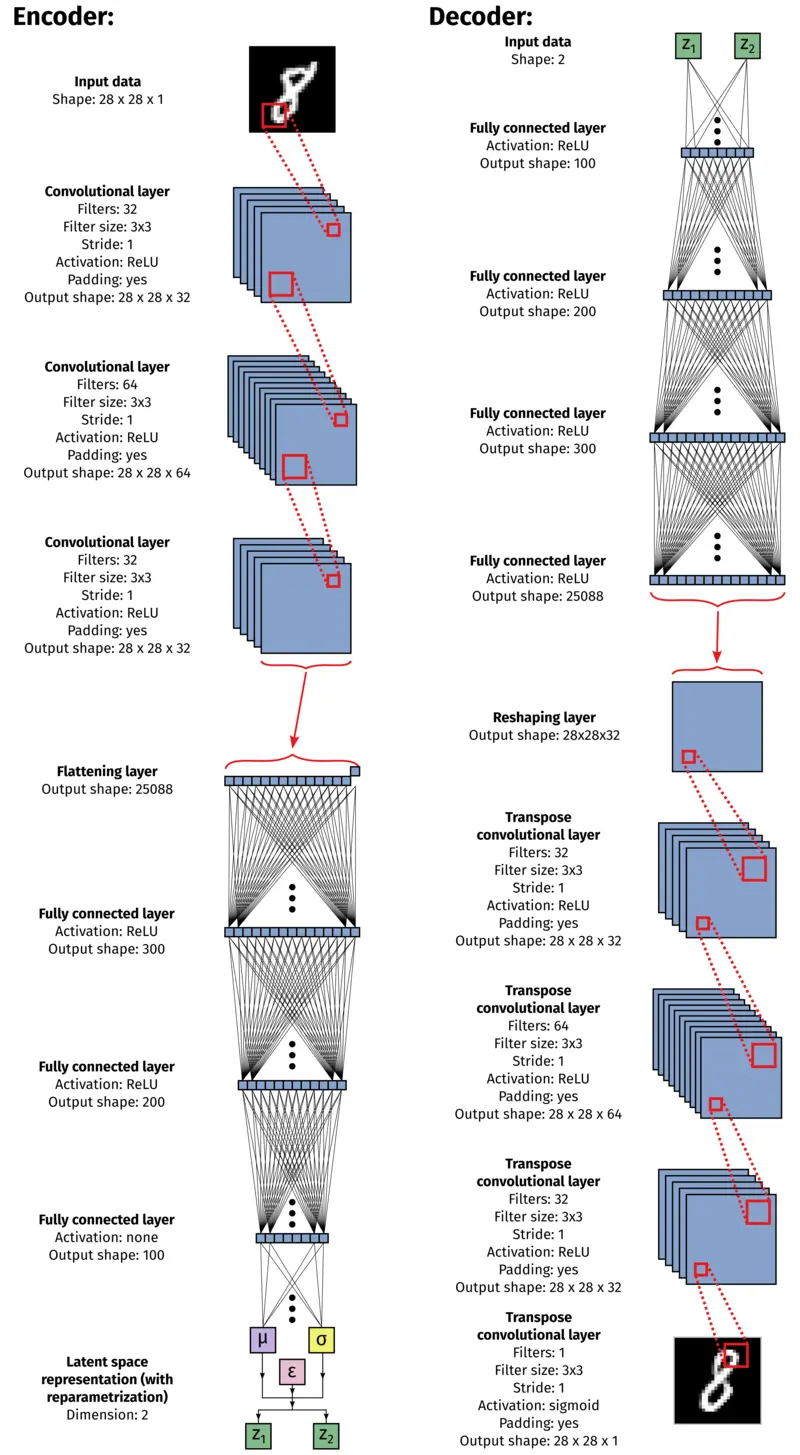 Encoder:
Input data
Shape: 28 x 28 x 1
Convolutional layer
Filters: 32
Filter size: 3x3
Stride: 1
Activation: ReLU
Padding: yes
Output shape: 28 x 28 x 32
Convolutional layer
Filters: 64
Filter size: 3x3
Stride: 1
Activation: ReLU
Padding: yes
Output shape: 28 x 28 x 64
Convolutional layer
Filters: 32
Filter size: 3x3
Stride: 1
Activation: ReLU
Padding: yes
Output shape: 28 x 28 x 32
Flattening layer
Output shape: 25088
Fully connected layer
Activation: ReLU
Output shape: 300
Fully connected layer
Activation: ReLU
Output shape: 200
Fully connected layer
Activation: none
Output shape: 100
μ σ
ε
Latent space
representation (with
reparametrization)
Dimension: 2
z₁ z₂
Decoder:
Input data
Shape: 2
z₁ z₂
Fully connected layer
Activation: ReLU
Output shape: 100
Fully connected layer
Activation: ReLU
Output shape: 200
Fully connected layer
Activation: ReLU
Output shape: 300
Fully connected layer
Activation: ReLU
Output shape: 25088
Reshaping layer
Output shape: 28x28x32
Transpose
convolutional layer
Filters: 32
Filter size: 3x3
Stride: 1
Activation: ReLU
Padding: yes
Output shape: 28 x 28 x 32
Transpose
convolutional layer
Filters: 64
Filter size: 3x3
Stride: 1
Activation: ReLU
Padding: yes
Output shape: 28 x 28 x 64
Transpose
convolutional layer
Filters: 32
Filter size: 3x3
Stride: 1
Activation: ReLU
Padding: yes
Output shape: 28 x 28 x 32
Transpose
convolutional layer
Filters: 1
Filter size: 3x3
Stride: 1
Activation: sigmoid
Padding: yes
Output shape: 28 x 28 x 1